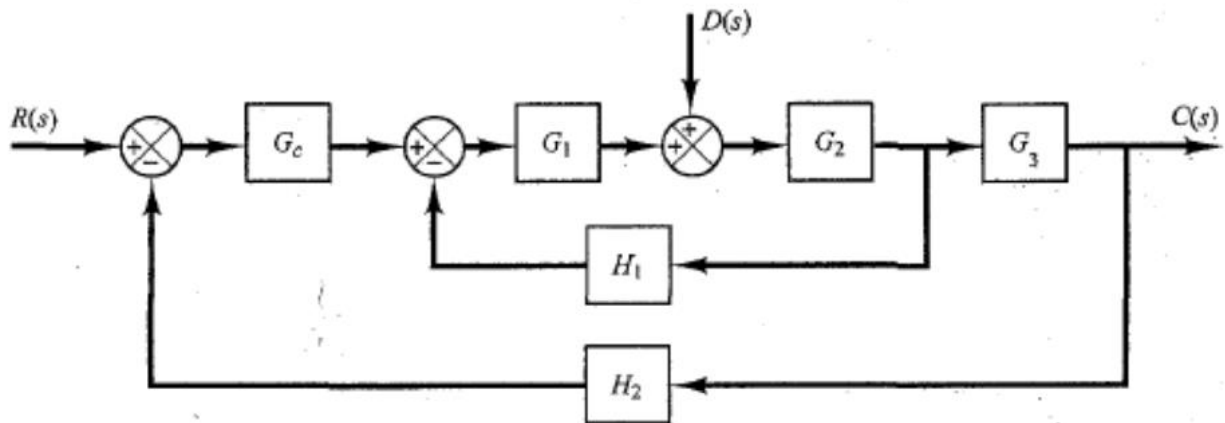 D(s)
R(s)
C(s)
+
−
G_c
+
−
G_1
+
+
G_2
G_3
H_1
H_2